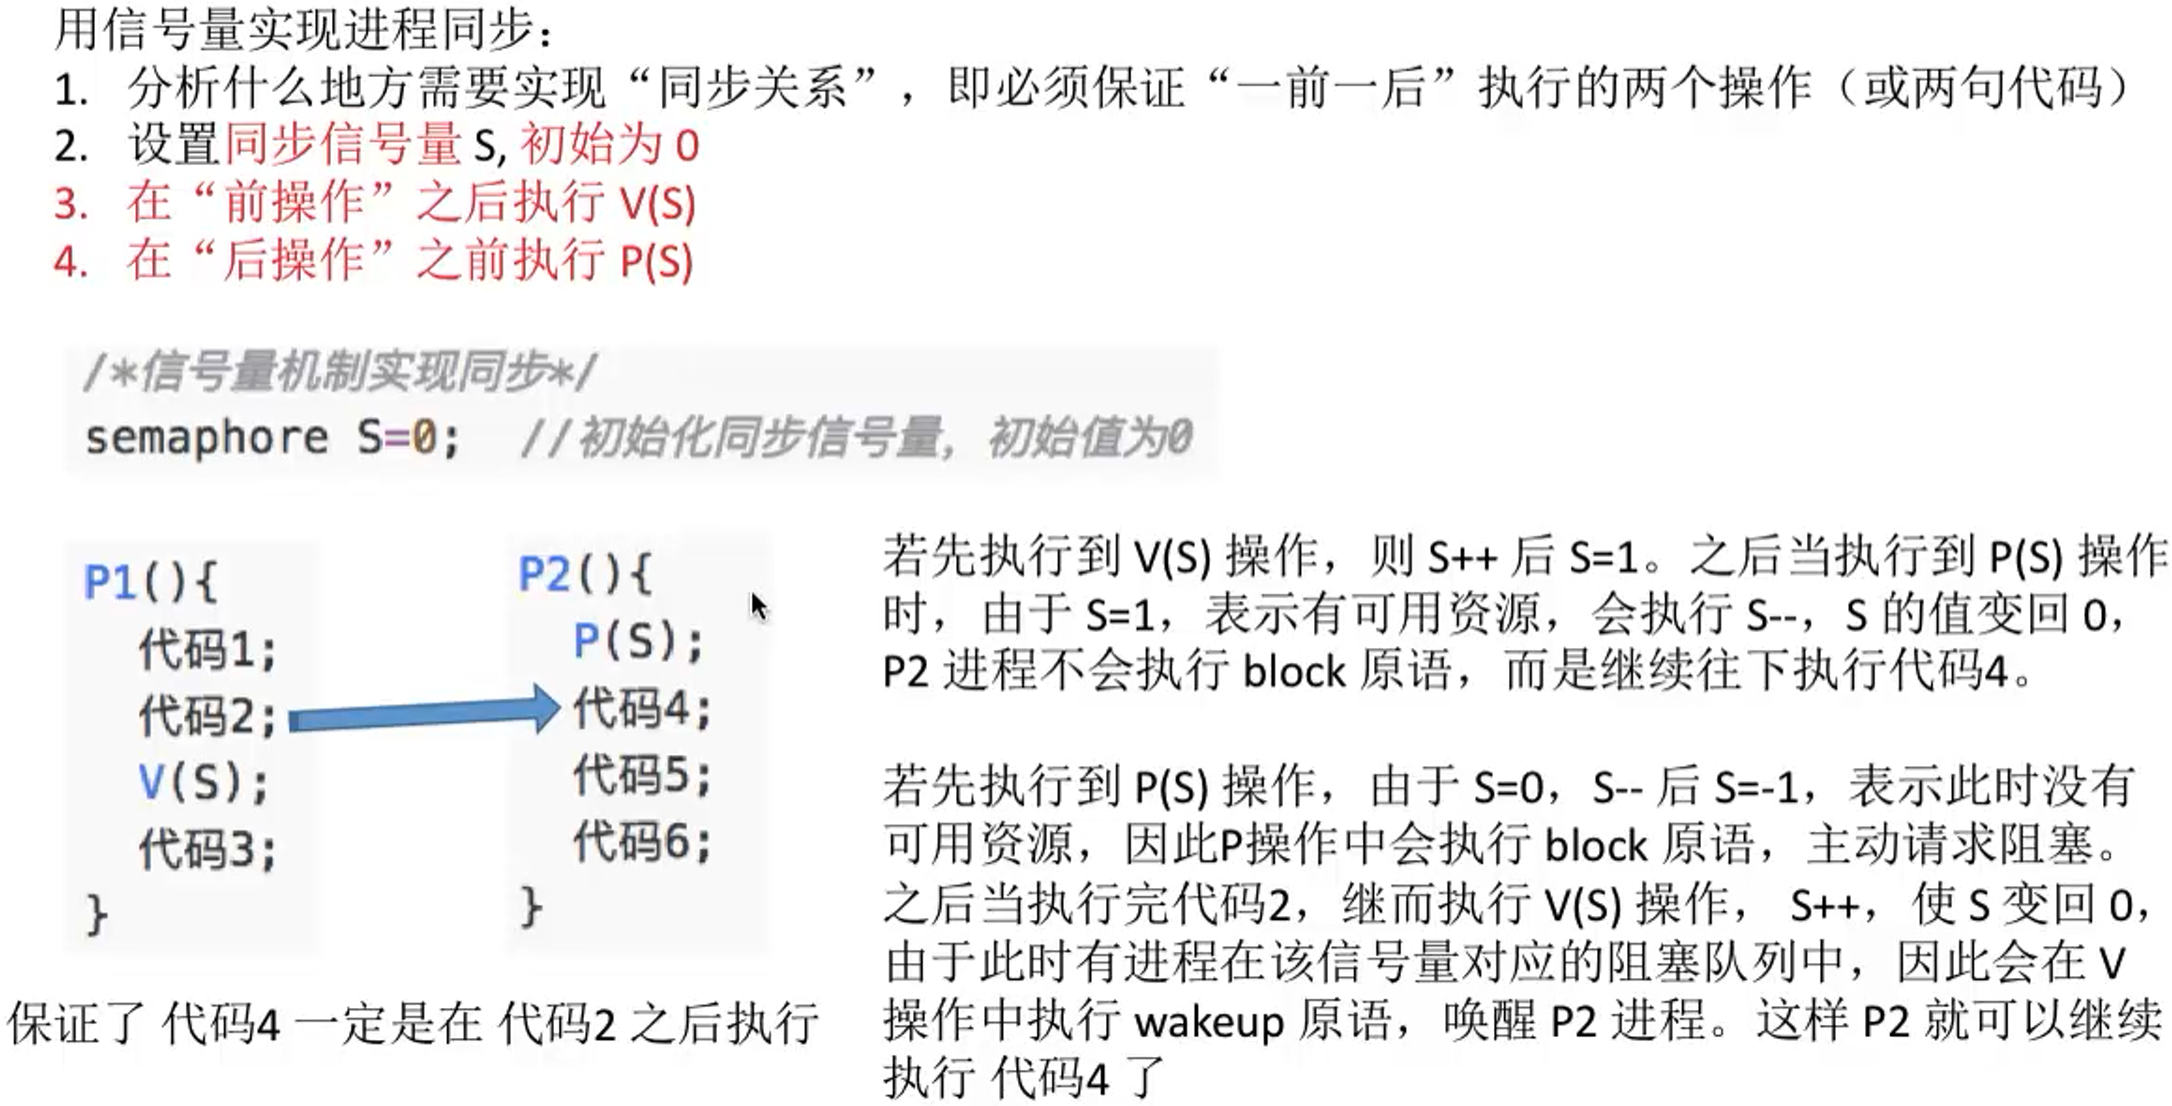 用信号量实现进程同步：
1. 分析什么地方需要实现“同步关系”，即必须保证“一前一后”执行的两个操作（或两句代码）
2. 设置同步信号量 S, 初始为 0
3. 在“前操作”之后执行 V(S)
4. 在“后操作”之前执行 P(S)
/*信号量机制实现同步*/
semaphore S=0; //初始化同步信号量，初始值为0
P1(){
代码1;
代码2;
V(S);
代码3;
}
P2(){
P(S);
代码4;
代码5;
代码6;
}
保证了 代码4 一定是在 代码2 之后执行
若先执行到 V(S) 操作，则 S++ 后 S=1。之后当执行到 P(S) 操作
时，由于 S=1，表示有可用资源，会执行 S--，S 的值变回 0，
P2 进程不会执行 block 原语，而是继续往下执行代码4。
若先执行到 P(S) 操作，由于 S=0，S-- 后 S=-1，表示此时没有
可用资源，因此P操作中会执行 block 原语，主动请求阻塞。
之后当执行完代码2，继而执行 V(S) 操作， S++，使 S 变回 0，
由于此时有进程在该信号量对应的阻塞队列中，因此会在 V
操作中执行 wakeup 原语，唤醒 P2 进程。这样 P2 就可以继续
执行 代码4 了